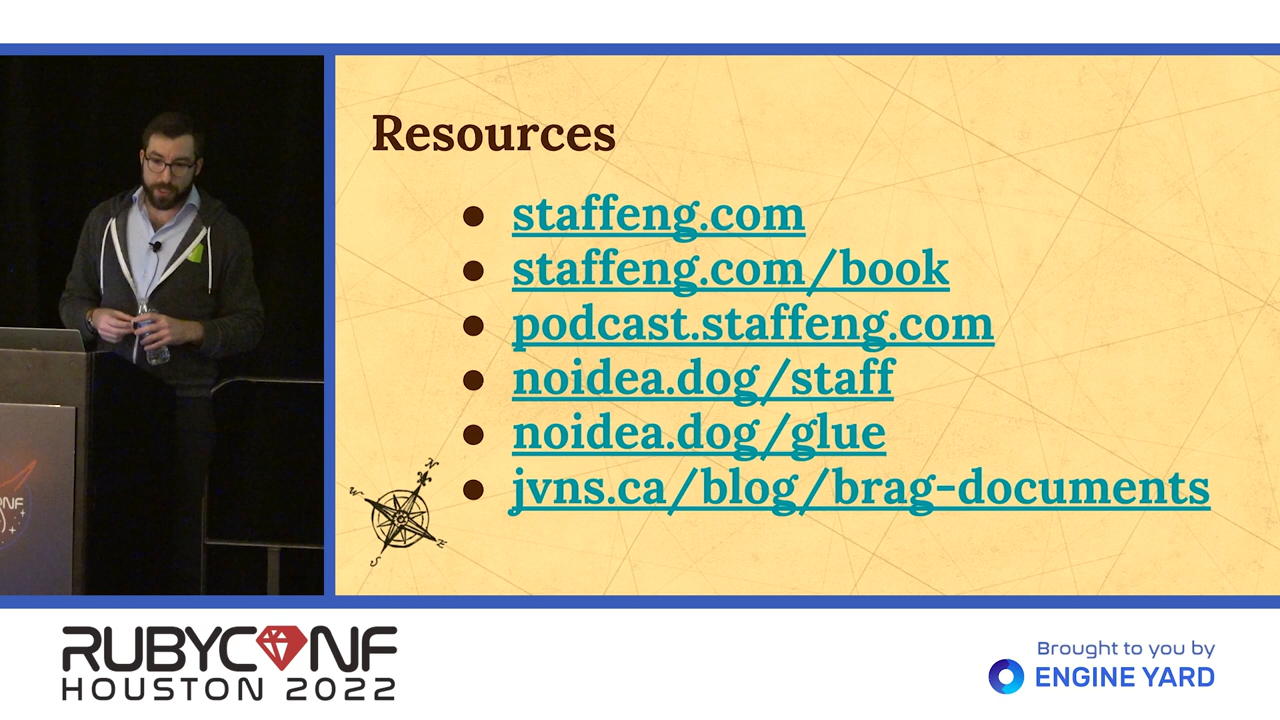 Resources
staffeng.com
staffeng.com/book
podcast.staffeng.com
noidea.dog/staff
noidea.dog/glue
jvns.ca/blog/brag-documents
N
W
E
S
RUBYCONF
HOUSTON 2022
Brought to you by
ENGINE YARD